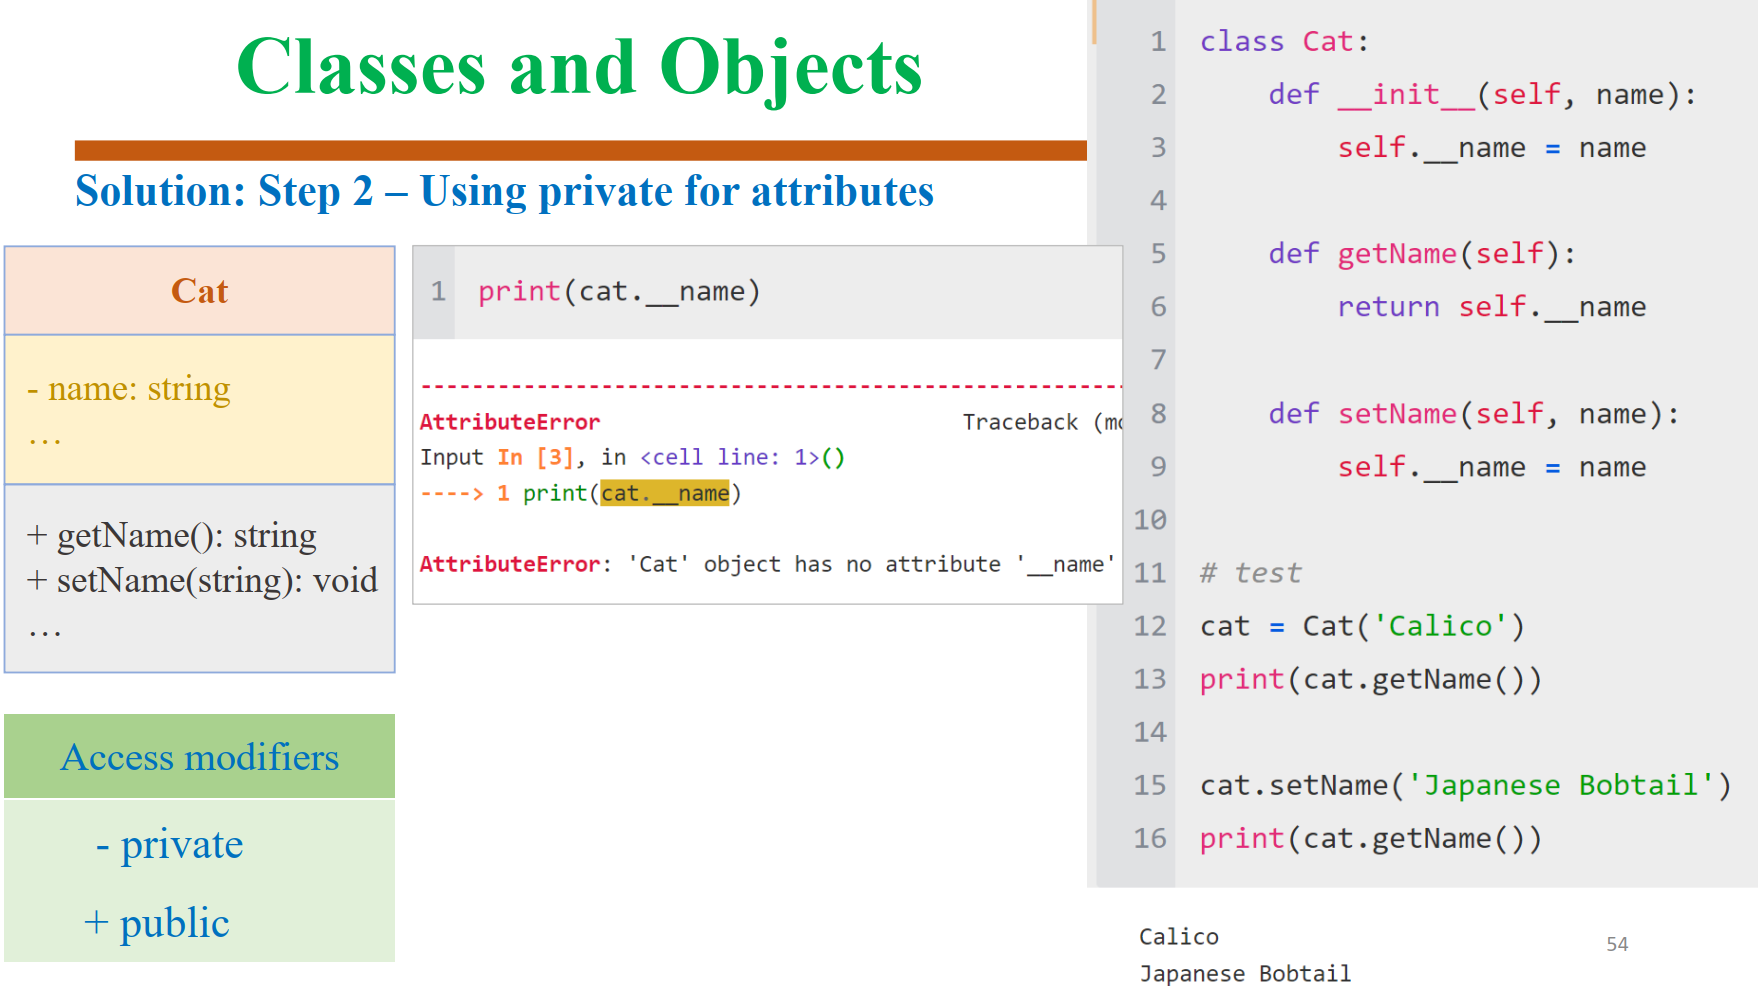 Classes and Objects
Solution: Step 2 – Using private for attributes
Cat
- name: string
…
+ getName(): string
+ setName(string): void
…
Access modifiers
- private
+ public
1 print(cat.__name)
---------------------------------------------------------
AttributeError Traceback (mo
Input In [3], in <cell line: 1>()
----> 1 print(cat.__name)
AttributeError: 'Cat' object has no attribute '__name'
1 class Cat:
2     def __init__(self, name):
3         self.__name = name
4
5     def getName(self):
6         return self.__name
7
8     def setName(self, name):
9         self.__name = name
10
11 # test
12 cat = Cat('Calico')
13 print(cat.getName())
14
15 cat.setName('Japanese Bobtail')
16 print(cat.getName())
Calico
Japanese Bobtail
54